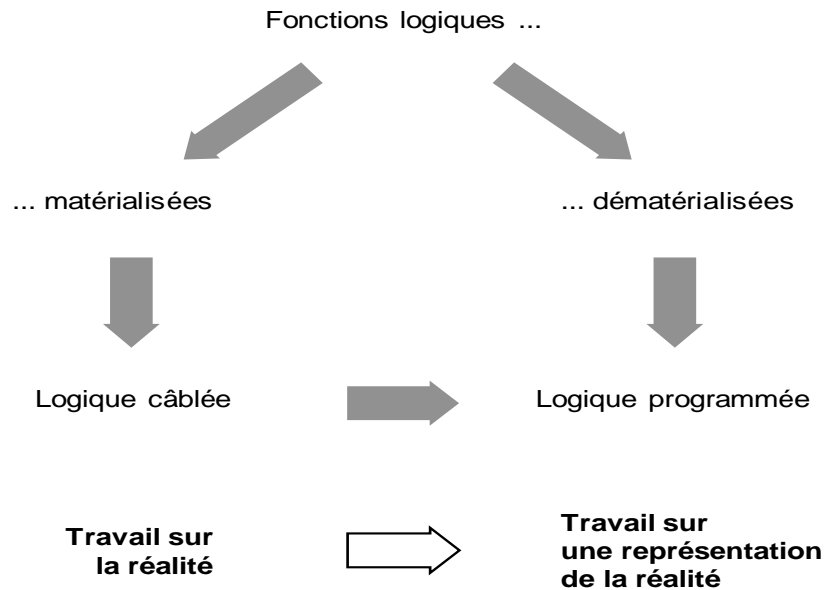 Fonctions logiques ...
... matérialisées
... dématérialisées
Logique câblée
Logique programmée
Travail sur
la réalité
Travail sur
une représentation
de la réalité